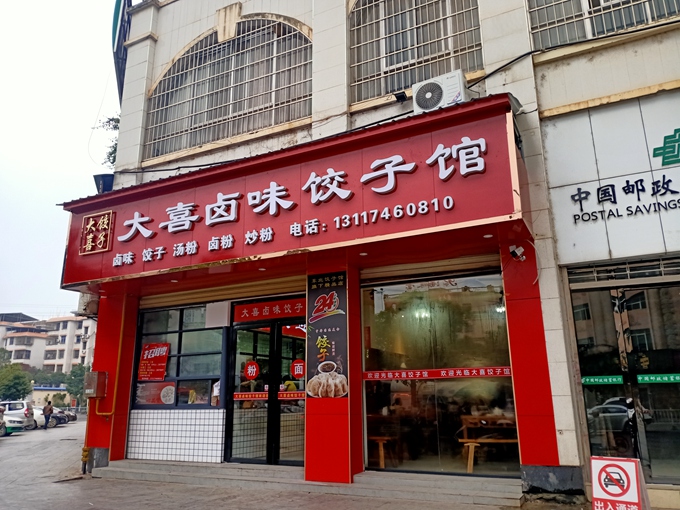 大喜
饺子
大喜卤味饺子馆
卤味 饺子 汤粉 卤粉 炒粉 电话：13117460810
中国邮政
POSTAL SAVINGS
大喜卤味饺子
24
饺子
粉 面
欢迎光临大喜饺子馆
欢迎光临大喜饺子馆
出入通道